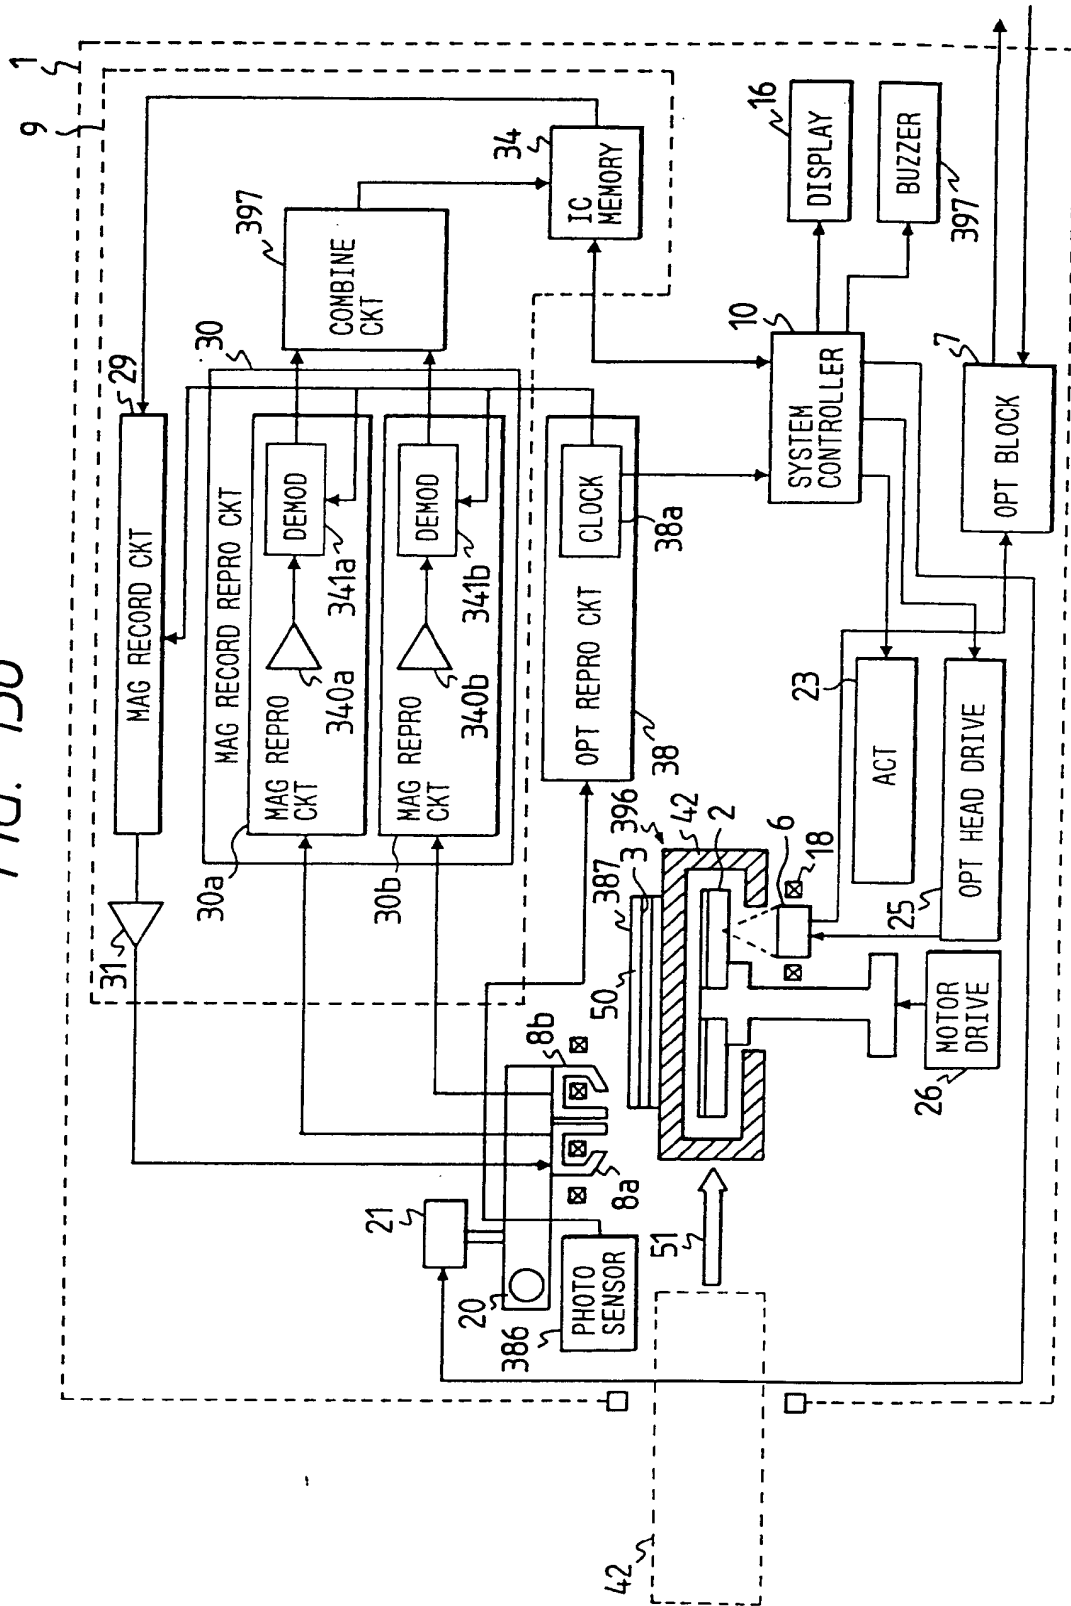 FIG. 138
1
9
29
MAG RECORD CKT
31
30
MAG RECORD REPRO CKT
30a
MAG REPRO
CKT
340a
DEMOD
341a
30b
MAG REPRO
CKT
340b
DEMOD
341b
397
COMBINE
CKT
34
IC
MEMORY
OPT REPRO CKT
38
CLOCK
38a
10
SYSTEM
CONTROLLER
16
DISPLAY
BUZZER
397
7
OPT BLOCK
23
ACT
25
OPT HEAD DRIVE
26
MOTOR
DRIVE
21
20
386
PHOTO
SENSOR
8a
8b
50
387
3
396
42
2
6
18
51
42